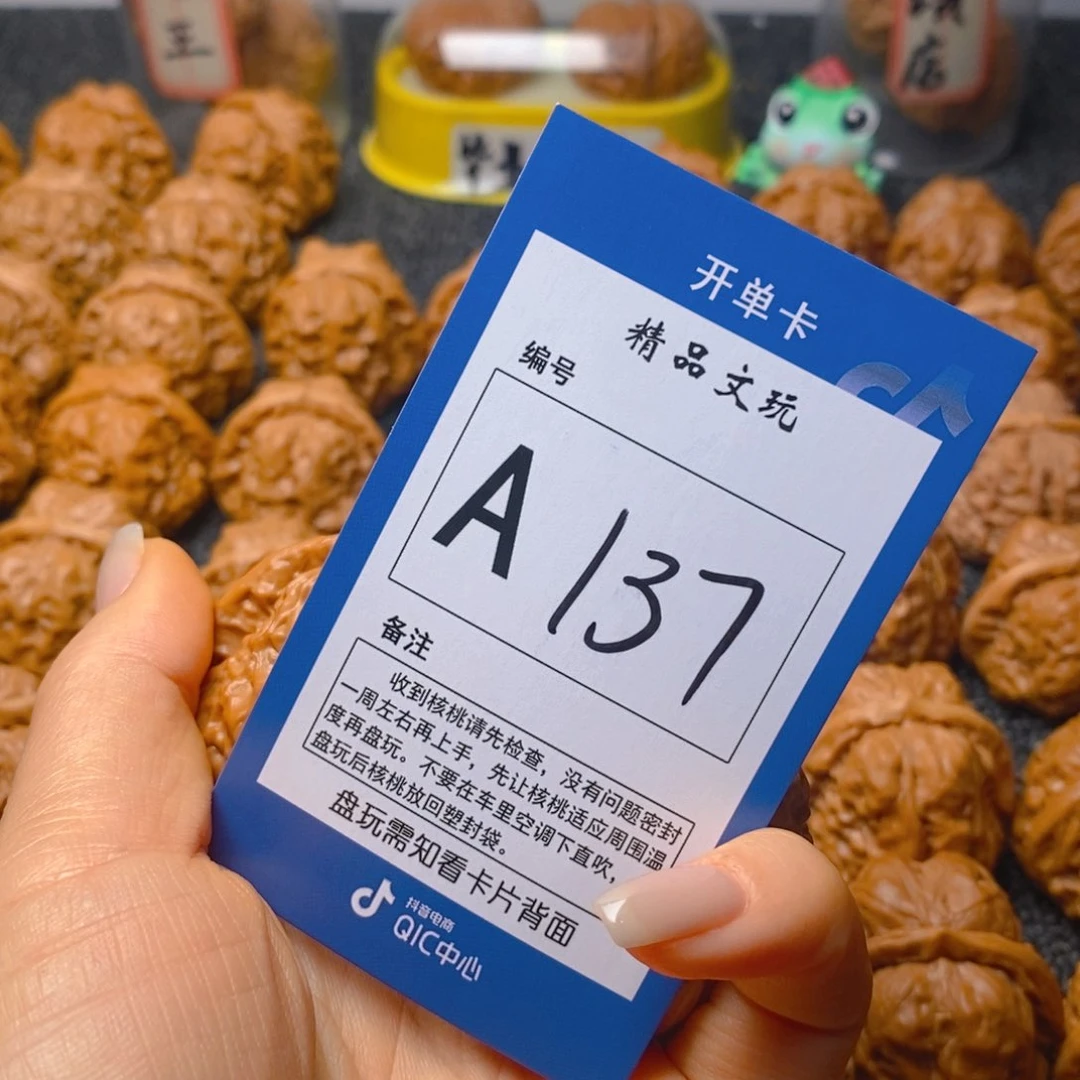 王
店
开单卡
精品文玩
编号
A 137
备注
收到核桃请先检查，没有问题密封
一周左右再上手，先让核桃适应周围温
度再盘玩。不要在车里空调下直吹，
盘玩后核桃放回塑封袋。
盘玩需知看卡片背面
抖音电商
QIC中心